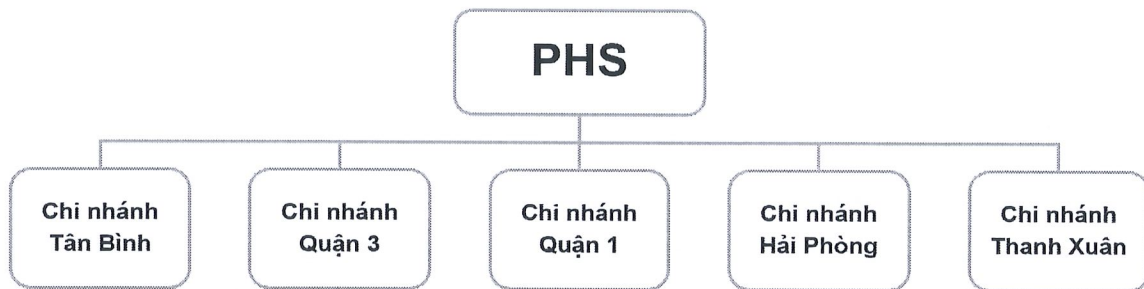 PHS
Chi nhánh
Tân Bình
Chi nhánh
Quận 3
Chi nhánh
Quận 1
Chi nhánh
Hải Phòng
Chi nhánh
Thanh Xuân